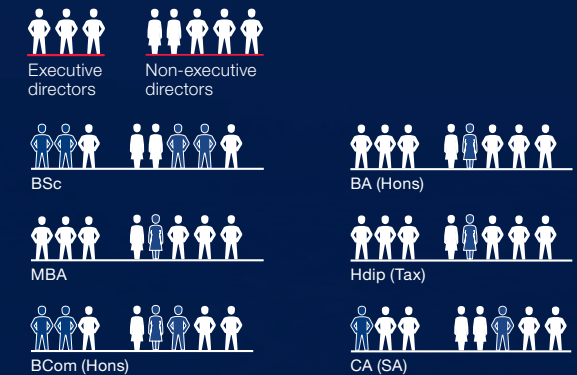 Executive
directors
Non-executive
directors
BSc
BA (Hons)
MBA
Hdip (Tax)
BCom (Hons)
CA (SA)